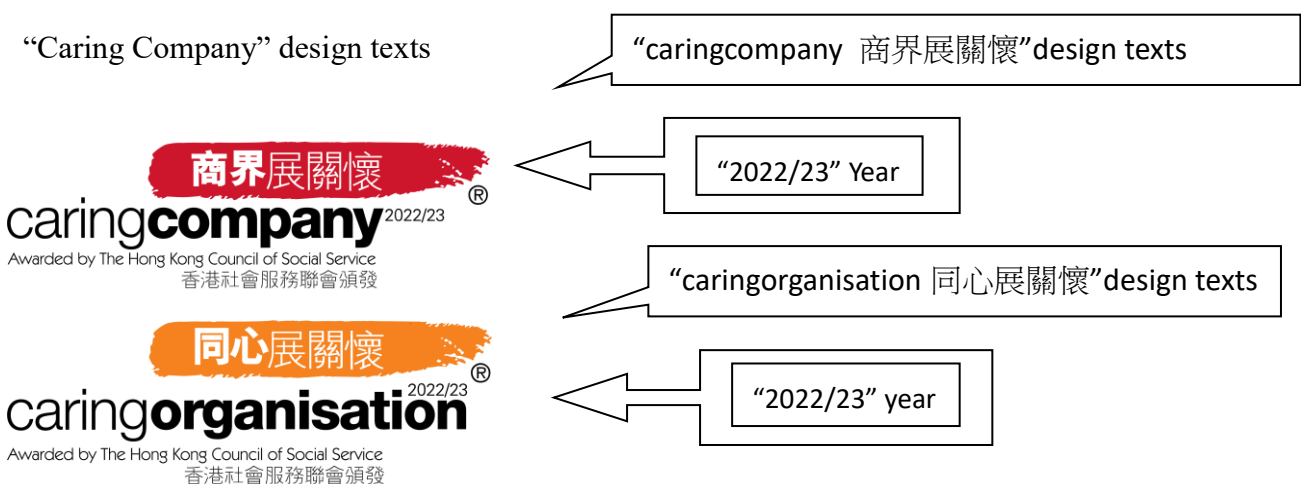 “Caring Company” design texts
“caringcompany 商界展關懷”design texts
“2022/23” Year
商界展關懷
®
caringcompany 2022/23
Awarded by The Hong Kong Council of Social Service
香港社會服務聯會頒發
“caringorganisation 同心展關懷”design texts
“2022/23” year
同心展關懷
®
caringorganisation 2022/23
Awarded by The Hong Kong Council of Social Service
香港社會服務聯會頒發